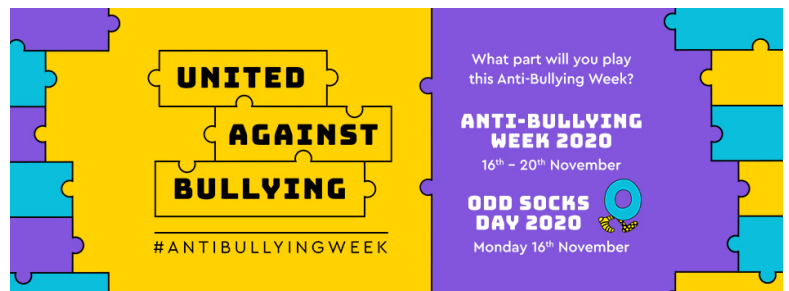 UNITED
AGAINST
BULLYING
#ANTIBULLYINGWEEK
What part will you play
this Anti-Bullying Week?
ANTI-BULLYING
WEEK 2020
16th – 20th November
ODD SOCKS
DAY 2020
Monday 16th November